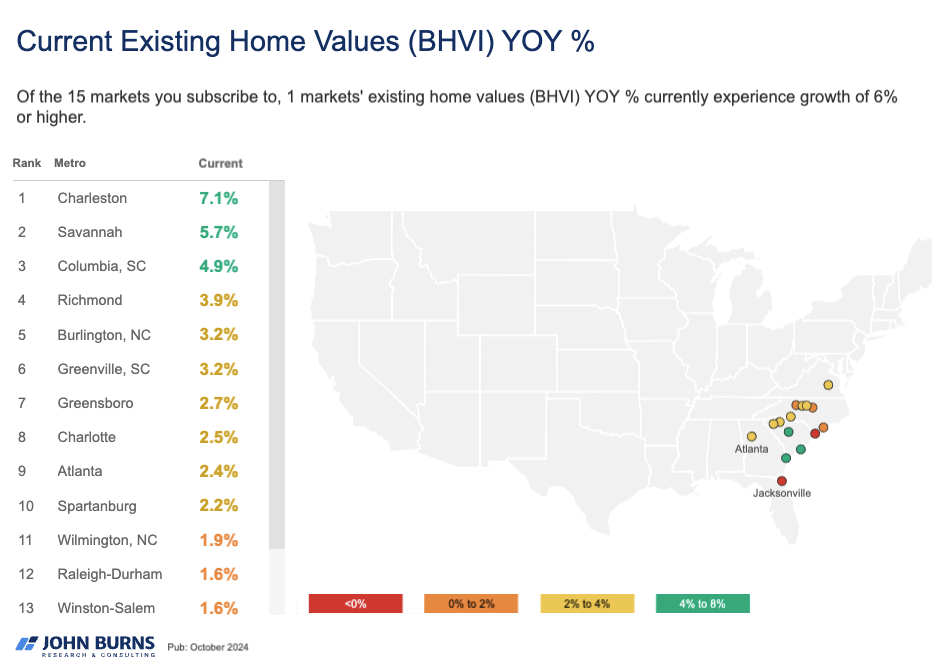 Current Existing Home Values (BHVI) YOY %
Of the 15 markets you subscribe to, 1 markets' existing home values (BHVI) YOY % currently experience growth of 6%
or higher.
Rank Metro Current
1 Charleston 7.1%
2 Savannah 5.7%
3 Columbia, SC 4.9%
4 Richmond 3.9%
5 Burlington, NC 3.2%
6 Greenville, SC 3.2%
7 Greensboro 2.7%
8 Charlotte 2.5%
9 Atlanta 2.4%
10 Spartanburg 2.2%
11 Wilmington, NC 1.9%
12 Raleigh-Durham 1.6%
13 Winston-Salem 1.6%
Atlanta
Jacksonville
<0% 0% to 2% 2% to 4% 4% to 8%
JOHN BURNS
RESEARCH & CONSULTING
Pub: October 2024